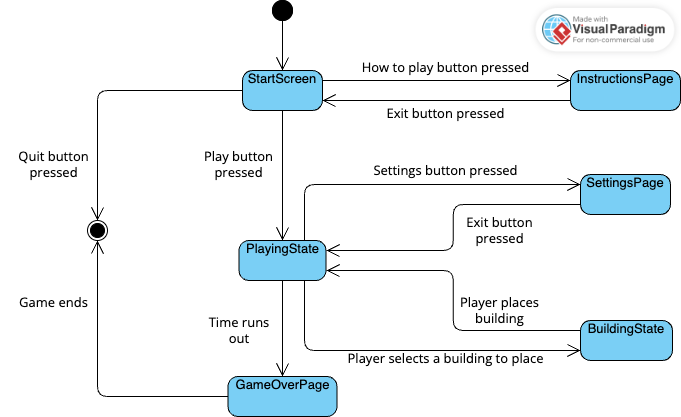 Made with
VisualParadigm
For non-commercial use
StartScreen
How to play button pressed
InstructionsPage
Exit button pressed
Quit button
pressed
Play button
pressed
Settings button pressed
SettingsPage
Exit button
pressed
PlayingState
Game ends
Time runs
out
Player places
building
BuildingState
Player selects a building to place
GameOverPage